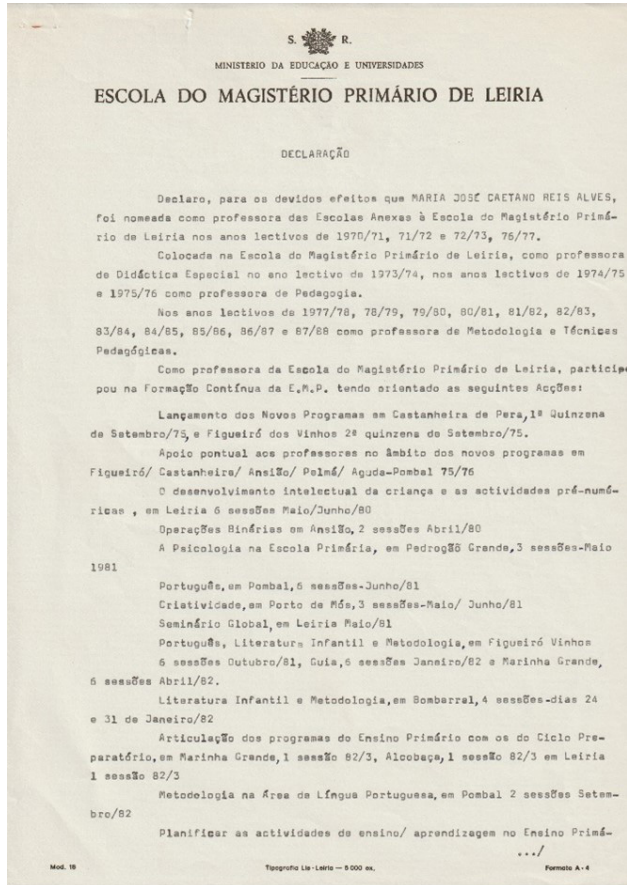 S. R.
MINISTÉRIO DA EDUCAÇÃO E UNIVERSIDADES
ESCOLA DO MAGISTÉRIO PRIMÁRIO DE LEIRIA
DECLARAÇÃO
Declaro, para os devidos efeitos que MARIA JOSÉ CAETANO REIS ALVES,
foi nomeada como professora das Escolas Anexas à Escola do Magistério Primá-
rio de Leiria nos anos lectivos de 1970/71, 71/72 e 72/73, 76/77.
Colocada na Escola do Magistério Primário de Leiria, como professora
de Didáctica Especial no ano lectivo de 1973/74, nos anos lectivos de 1974/75
e 1975/76 como professora de Pedagogia.
Nos anos lectivos de 1977/78, 78/79, 79/80, 80/81, 81/82, 82/83,
83/84, 84/85, 85/86, 86/87 e 87/88 como professora de Metodologia e Técnicas
Pedagógicas.
Como professora da Escola do Magistério Primário de Leiria, particip
pou na Formação Contínua da E.M.P. tendo orientado as seguintes Acções:
Lançamento dos Novos Programas em Castanheira de Pera,1ª Quinzena
de Setembro/75, e Figueiró dos Vinhos 2ª quinzena de Setembro/75.
Apoio pontual aos professores no âmbito dos novos programas em
Figueiró/ Castanheira/ Ansião/ Pelmá/ Aguda-Pombal 75/76
O desenvolvimento intelectual da criança e as actividades pré-numé-
ricas , em Leiria 6 sessões Maio/Junho/80
Operações Binárias em Ansião,2 sessões Abril/80
A Psicologia na Escola Primária, em Pedrogão Grande,3 sessões-Maio
1981
Português,em Pombal,6 sessões-Junho/81
Criatividade,em Porto de Mós,3 sessões-Maio/ Junho/81
Seminário Global,em Leiria Maio/81
Português, Literatura Infantil e Metodologia,em Figueiró Vinhos
6 sessões Outubro/81, Guia,6 sessões Janeiro/82 e Marinha Grande,
6 sessões Abril/82.
Literatura Infantil e Metodologia,em Bombarral,4 sessões-dias 24
e 31 de Janeiro/82
Articulação dos programas do Ensino Primário com os do Ciclo Pre-
paratório,em Marinha Grande,1 sessão 82/3, Alcobaça,1 sessão 82/3 em Leiria
1 sessão 82/3
Metodologia na Área de Língua Portuguesa,em Pombal 2 sessões Setem-
bro/82
Planificar as actividades de ensino/ aprendizagem no Ensino Primá-
.../
Mod. 18 Tipografia Lis-Leiria — 5 000 ex. Formato A-4